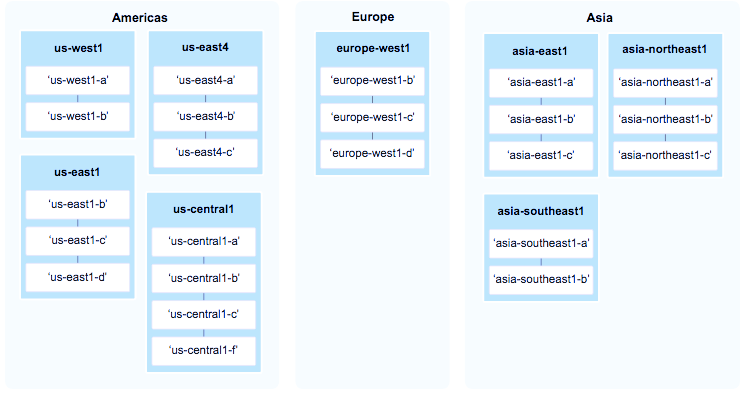 Americas
us-west1
‘us-west1-a’
‘us-west1-b’
us-east4
‘us-east4-a’
‘us-east4-b’
‘us-east4-c’
us-east1
‘us-east1-b’
‘us-east1-c’
‘us-east1-d’
us-central1
‘us-central1-a’
‘us-central1-b’
‘us-central1-c’
‘us-central1-f’
Europe
europe-west1
‘europe-west1-b’
‘europe-west1-c’
‘europe-west1-d’
Asia
asia-east1
‘asia-east1-a’
‘asia-east1-b’
‘asia-east1-c’
asia-northeast1
‘asia-northeast1-a’
‘asia-northeast1-b’
‘asia-northeast1-c’
asia-southeast1
‘asia-southeast1-a’
‘asia-southeast1-b’